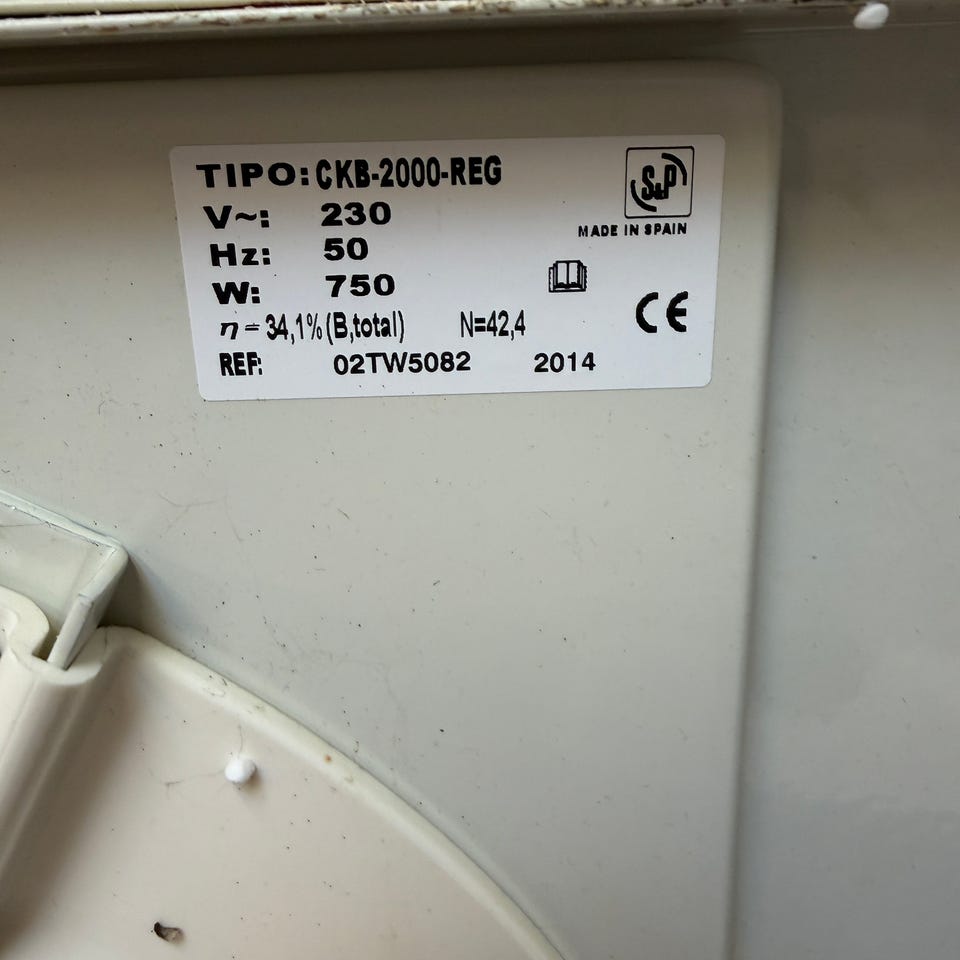 TIPO: CKB-2000-REG
S&P
MADE IN SPAIN
V~: 230
Hz: 50
W: 750
η = 34,1% (B,total) N=42,4
CE
REF: 02TW5082 2014